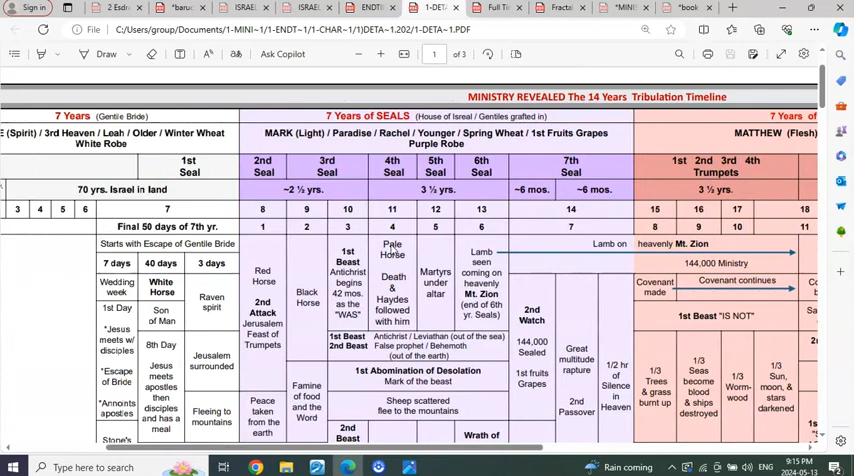 Sign in
2 Esdre
*baruc
ISRAEL
ISRAEL
ENDTIN
1-DETA
Full Tim
Fractal
*MINIS
*book
File
C:/Users/group/Documents/1-MINI~1/1-ENDT~1/1-CHAR~1/1)DETA~1.202/1-DETA~1.PDF
Draw
Ask Copilot
1
of 3
MINISTRY REVEALED The 14 Years Tribulation Timeline
7 Years (Gentile Bride)
7 Years of SEALS (House of Isreal / Gentiles grafted in)
7 Years of
(Spirit) / 3rd Heaven / Leah / Older / Winter Wheat
White Robe
MARK (Light) / Paradise / Rachel / Younger / Spring Wheat / 1st Fruits Grapes
Purple Robe
MATTHEW (Flesh)
1st
Seal
2nd
Seal
3rd
Seal
4th
Seal
5th
Seal
6th
Seal
7th
Seal
1st 2nd 3rd 4th
Trumpets
70 yrs. Israel in land
~2 ½ yrs.
3 ½ yrs.
~6 mos.
~6 mos.
3 ½ yrs.
3 4 5 6 7 8 9 10 11 12 13 14 15 16 17 18
Final 50 days of 7th yr.
1 2 3 4 5 6 7 8 9 10 11
Starts with Escape of Gentile Bride
7 days
40 days
3 days
Wedding
week
1st Day
*Jesus
meets w/
disciples
*Escape
of Bride
*Annoints
apostles
Stone's
White
Horse
Son
of Man
8th Day
Jesus
meets
apostles
then
disciples
and has a
meal
Raven
spirit
Jesusalem
surrounded
Fleeing to
mountains
Red
Horse
2nd
Attack
Jerusalem
Feast of
Trumpets
Peace
taken
from the
earth
Black
Horse
Famine
of food
and the
Word
1st
Beast
Antichrist
begins
42 mos.
as the
"WAS"
Pale
Horse
Death
&
Haydes
followed
with him
Martyrs
under
altar
Lamb
seen
coming on
heavenly
Mt. Zion
(end of 6th
yr. Seals)
1st Beast Antichrist / Leviathan (out of the sea)
2nd Beast False prophet / Behemoth
(out of the earth)
1st Abomination of Desolation
Mark of the beast
Sheep scattered
flee to the mountains
2nd
Beast
Wrath of
Lamb on heavenly Mt. Zion
144,000 Ministry
2nd
Watch
144,000
Sealed
1st fruits
Grapes
Great
multitude
rapture
2nd
Passover
1/2 hr
of
Silence
in
Heaven
Covenant
made
Covenant continues
1st Beast "IS NOT"
1/3
Trees &
grass
burnt up
1/3
Seas
become
blood
& ships
destroyed
1/3
Worm-
wood
1/3
Sun,
moon, &
stars
darkened
Type here to search
Rain coming
ENG
9:15 PM
2024-05-13